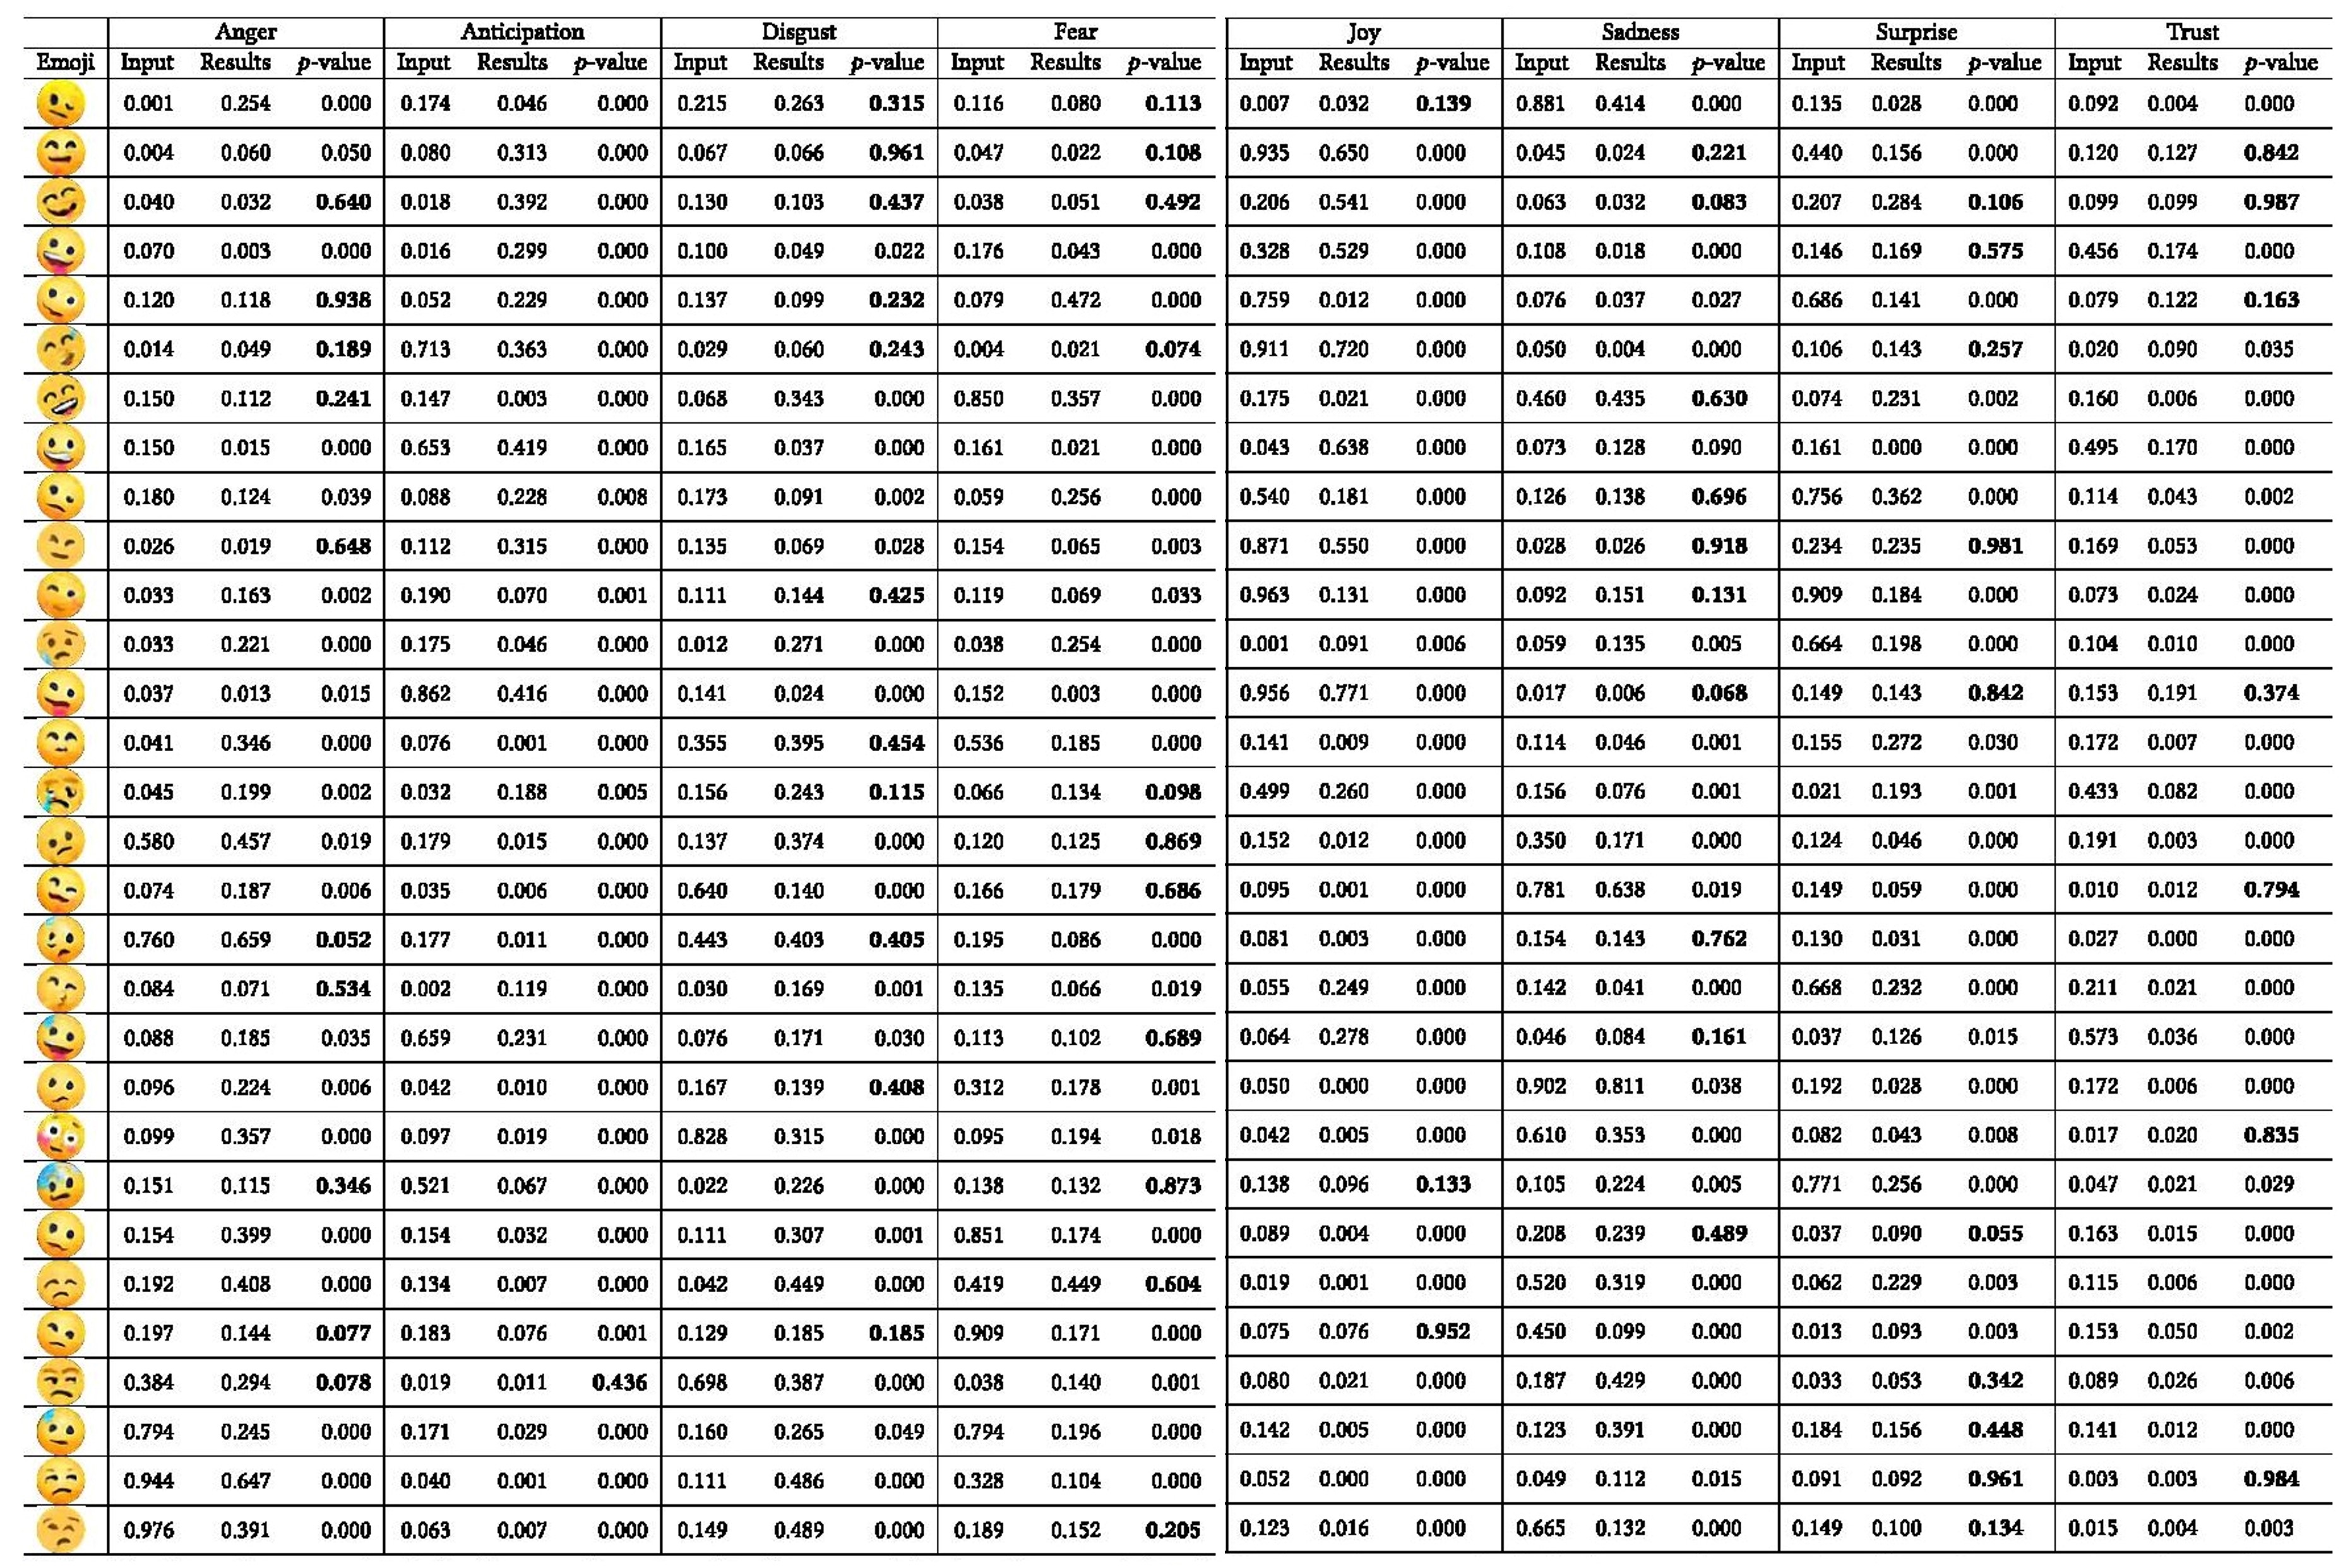 Anger Anticipation Disgust Fear Joy Sadness Surprise Trust
Emoji Input Results p-value Input Results p-value Input Results p-value Input Results p-value Input Results p-value Input Results p-value Input Results p-value Input Results p-value
0.001 0.254 0.000 0.174 0.046 0.000 0.215 0.263 0.315 0.116 0.080 0.113 0.007 0.032 0.139 0.881 0.414 0.000 0.135 0.028 0.000 0.092 0.004 0.000
0.004 0.060 0.050 0.080 0.313 0.000 0.067 0.066 0.961 0.047 0.022 0.108 0.935 0.650 0.000 0.045 0.024 0.221 0.440 0.156 0.000 0.120 0.127 0.842
0.040 0.032 0.640 0.018 0.392 0.000 0.130 0.103 0.437 0.038 0.051 0.492 0.206 0.541 0.000 0.063 0.032 0.083 0.207 0.284 0.106 0.099 0.099 0.987
0.070 0.003 0.000 0.016 0.299 0.000 0.100 0.049 0.022 0.176 0.043 0.000 0.328 0.529 0.000 0.108 0.018 0.000 0.146 0.169 0.575 0.456 0.174 0.000
0.120 0.118 0.938 0.052 0.229 0.000 0.137 0.099 0.232 0.079 0.472 0.000 0.759 0.012 0.000 0.076 0.037 0.027 0.686 0.141 0.000 0.079 0.122 0.163
0.014 0.049 0.189 0.713 0.363 0.000 0.029 0.060 0.243 0.004 0.021 0.074 0.911 0.720 0.000 0.050 0.004 0.000 0.106 0.143 0.257 0.020 0.090 0.035
0.150 0.112 0.241 0.147 0.003 0.000 0.068 0.343 0.000 0.850 0.357 0.000 0.175 0.021 0.000 0.460 0.435 0.630 0.074 0.231 0.002 0.160 0.006 0.000
0.150 0.015 0.000 0.653 0.419 0.000 0.165 0.037 0.000 0.161 0.021 0.000 0.043 0.638 0.000 0.073 0.128 0.090 0.161 0.000 0.000 0.495 0.170 0.000
0.180 0.124 0.039 0.088 0.228 0.008 0.173 0.091 0.002 0.059 0.256 0.000 0.540 0.181 0.000 0.126 0.138 0.696 0.756 0.362 0.000 0.114 0.043 0.002
0.026 0.019 0.648 0.112 0.315 0.000 0.135 0.069 0.028 0.154 0.065 0.003 0.871 0.550 0.000 0.028 0.026 0.918 0.234 0.235 0.981 0.169 0.053 0.000
0.033 0.163 0.002 0.190 0.070 0.001 0.111 0.144 0.425 0.119 0.069 0.033 0.963 0.131 0.000 0.092 0.151 0.131 0.909 0.184 0.000 0.073 0.024 0.000
0.033 0.221 0.000 0.175 0.046 0.000 0.012 0.271 0.000 0.038 0.254 0.000 0.001 0.091 0.006 0.059 0.135 0.005 0.664 0.198 0.000 0.104 0.010 0.000
0.037 0.013 0.015 0.862 0.416 0.000 0.141 0.024 0.000 0.152 0.003 0.000 0.956 0.771 0.000 0.017 0.006 0.068 0.149 0.143 0.842 0.153 0.191 0.374
0.041 0.346 0.000 0.076 0.001 0.000 0.355 0.395 0.454 0.536 0.185 0.000 0.141 0.009 0.000 0.114 0.046 0.001 0.155 0.272 0.030 0.172 0.007 0.000
0.045 0.199 0.002 0.032 0.188 0.005 0.156 0.243 0.115 0.066 0.134 0.098 0.499 0.260 0.000 0.156 0.076 0.001 0.021 0.193 0.001 0.433 0.082 0.000
0.580 0.457 0.019 0.179 0.015 0.000 0.137 0.374 0.000 0.120 0.125 0.869 0.152 0.012 0.000 0.350 0.171 0.000 0.124 0.046 0.000 0.191 0.003 0.000
0.074 0.187 0.006 0.035 0.006 0.000 0.640 0.140 0.000 0.166 0.179 0.686 0.095 0.001 0.000 0.781 0.638 0.019 0.149 0.059 0.000 0.010 0.012 0.794
0.760 0.659 0.052 0.177 0.011 0.000 0.443 0.403 0.405 0.195 0.086 0.000 0.081 0.003 0.000 0.154 0.143 0.762 0.130 0.031 0.000 0.027 0.000 0.000
0.084 0.071 0.534 0.002 0.119 0.000 0.030 0.169 0.001 0.135 0.066 0.019 0.055 0.249 0.000 0.142 0.041 0.000 0.668 0.232 0.000 0.211 0.021 0.000
0.088 0.185 0.035 0.659 0.231 0.000 0.076 0.171 0.030 0.113 0.102 0.689 0.064 0.278 0.000 0.046 0.084 0.161 0.037 0.126 0.015 0.573 0.036 0.000
0.096 0.224 0.006 0.042 0.010 0.000 0.167 0.139 0.408 0.312 0.178 0.001 0.050 0.000 0.000 0.902 0.811 0.038 0.192 0.028 0.000 0.172 0.006 0.000
0.099 0.357 0.000 0.097 0.019 0.000 0.828 0.315 0.000 0.095 0.194 0.018 0.042 0.005 0.000 0.610 0.353 0.000 0.082 0.043 0.008 0.017 0.020 0.835
0.151 0.115 0.346 0.521 0.067 0.000 0.022 0.226 0.000 0.138 0.132 0.873 0.138 0.096 0.133 0.105 0.224 0.005 0.771 0.256 0.000 0.047 0.021 0.029
0.154 0.399 0.000 0.154 0.032 0.000 0.111 0.307 0.001 0.851 0.174 0.000 0.089 0.004 0.000 0.208 0.239 0.489 0.037 0.090 0.055 0.163 0.015 0.000
0.192 0.408 0.000 0.134 0.007 0.000 0.042 0.449 0.000 0.419 0.449 0.604 0.019 0.001 0.000 0.520 0.319 0.000 0.062 0.229 0.003 0.115 0.006 0.000
0.197 0.144 0.077 0.183 0.076 0.001 0.129 0.185 0.185 0.909 0.171 0.000 0.075 0.076 0.952 0.450 0.099 0.000 0.013 0.093 0.003 0.153 0.050 0.002
0.384 0.294 0.078 0.019 0.011 0.436 0.698 0.387 0.000 0.038 0.140 0.001 0.080 0.021 0.000 0.187 0.429 0.000 0.033 0.053 0.342 0.089 0.026 0.006
0.794 0.245 0.000 0.171 0.029 0.000 0.160 0.265 0.049 0.794 0.196 0.000 0.142 0.005 0.000 0.123 0.391 0.000 0.184 0.156 0.448 0.141 0.012 0.000
0.944 0.647 0.000 0.040 0.001 0.000 0.111 0.486 0.000 0.328 0.104 0.000 0.052 0.000 0.000 0.049 0.112 0.015 0.091 0.092 0.961 0.003 0.003 0.984
0.976 0.391 0.000 0.063 0.007 0.000 0.149 0.489 0.000 0.189 0.152 0.205 0.123 0.016 0.000 0.665 0.132 0.000 0.149 0.100 0.134 0.015 0.004 0.003